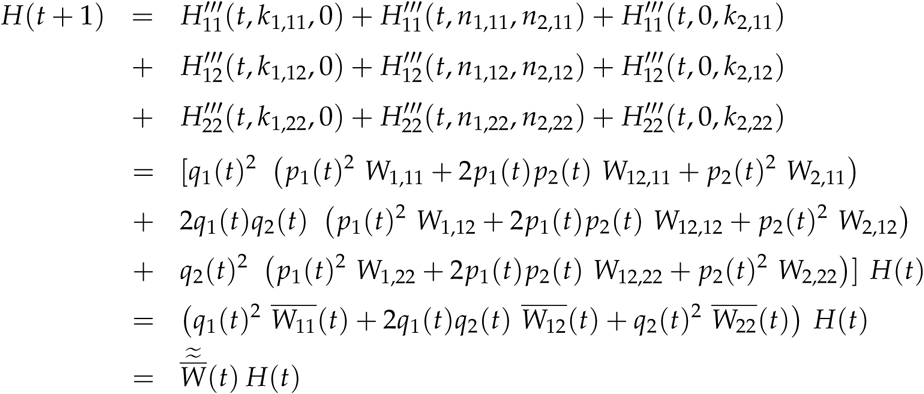 H(t + 1) = H‴₁₁(t, k₁,₁₁, 0) + H‴₁₁(t, n₁,₁₁, n₂,₁₁) + H‴₁₁(t, 0, k₂,₁₁)
+ H‴₁₂(t, k₁,₁₂, 0) + H‴₁₂(t, n₁,₁₂, n₂,₁₂) + H‴₁₂(t, 0, k₂,₁₂)
+ H‴₂₂(t, k₁,₂₂, 0) + H‴₂₂(t, n₁,₂₂, n₂,₂₂) + H‴₂₂(t, 0, k₂,₂₂)
= [q₁(t)² (p₁(t)² W₁,₁₁ + 2p₁(t)p₂(t) W₁₂,₁₁ + p₂(t)² W₂,₁₁)
+ 2q₁(t)q₂(t) (p₁(t)² W₁,₁₂ + 2p₁(t)p₂(t) W₁₂,₁₂ + p₂(t)² W₂,₁₂)
+ q₂(t)² (p₁(t)² W₁,₂₂ + 2p₁(t)p₂(t) W₁₂,₂₂ + p₂(t)² W₂,₂₂)] H(t)
= (q₁(t)² W̅₁₁(t) + 2q₁(t)q₂(t) W̅₁₂(t) + q₂(t)² W̅₂₂(t)) H(t)
= W̿͌(t) H(t)